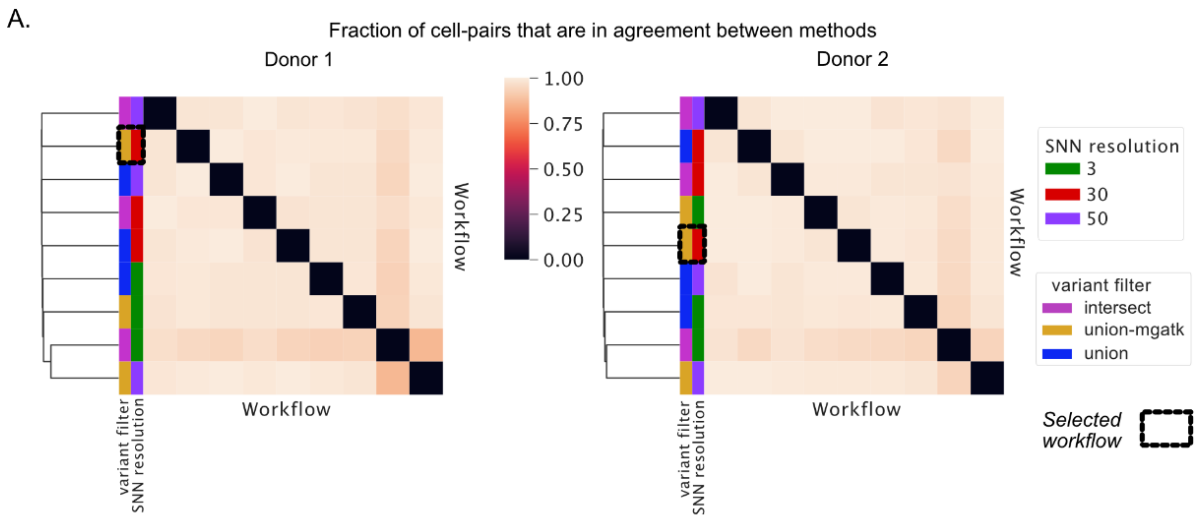 A.
Fraction of cell-pairs that are in agreement between methods
Donor 1
Donor 2
1.00
0.75
0.50
0.25
0.00
Workflow
Workflow
Workflow
Workflow
variant filter
SNN resolution
variant filter
SNN resolution
SNN resolution
3
30
50
variant filter
intersect
union-mgatk
union
Selected
workflow